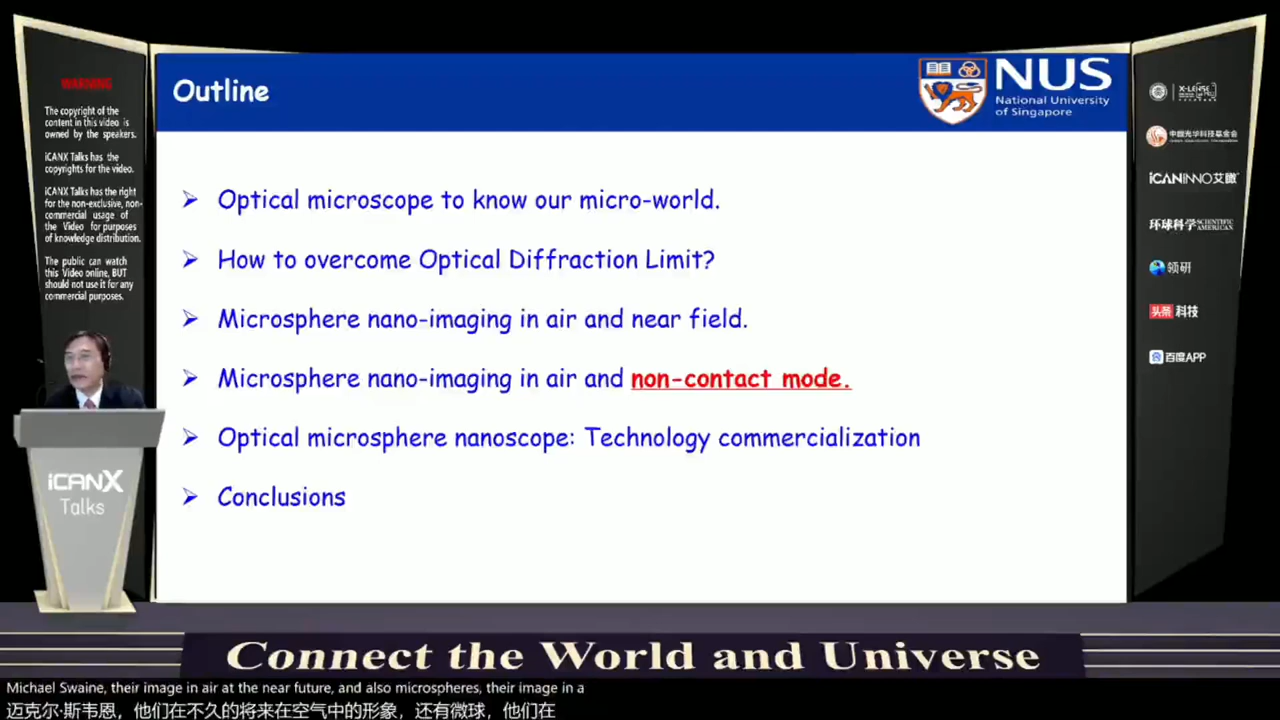 WARNING
The copyright of the
content in this video is
owned by the speakers.
iCANX Talks has the
copyrights for the video.
iCANX Talks has the right
for the non-exclusive, non-
commercial usage of
the Video for purposes
of knowledge distribution.
The public can watch
this Video online, BUT
should not use it for any
commercial purposes.
Outline
NUS
National University
of Singapore
Optical microscope to know our micro-world.
How to overcome Optical Diffraction Limit?
Microsphere nano-imaging in air and near field.
Microsphere nano-imaging in air and non-contact mode.
Optical microsphere nanoscope: Technology commercialization
Conclusions
iCANX
Talks
X-LENSE
中国光华科技基金会
iCANINNO艾瞰
环球科学 SCIENTIFIC AMERICAN
领研
头条 科技
百度APP
Connect the World and Universe
Michael Swaine, their image in air at the near future, and also microspheres, their image in a
迈克尔·斯韦恩，他们在不久的将来在空气中的形象，还有微球，他们在